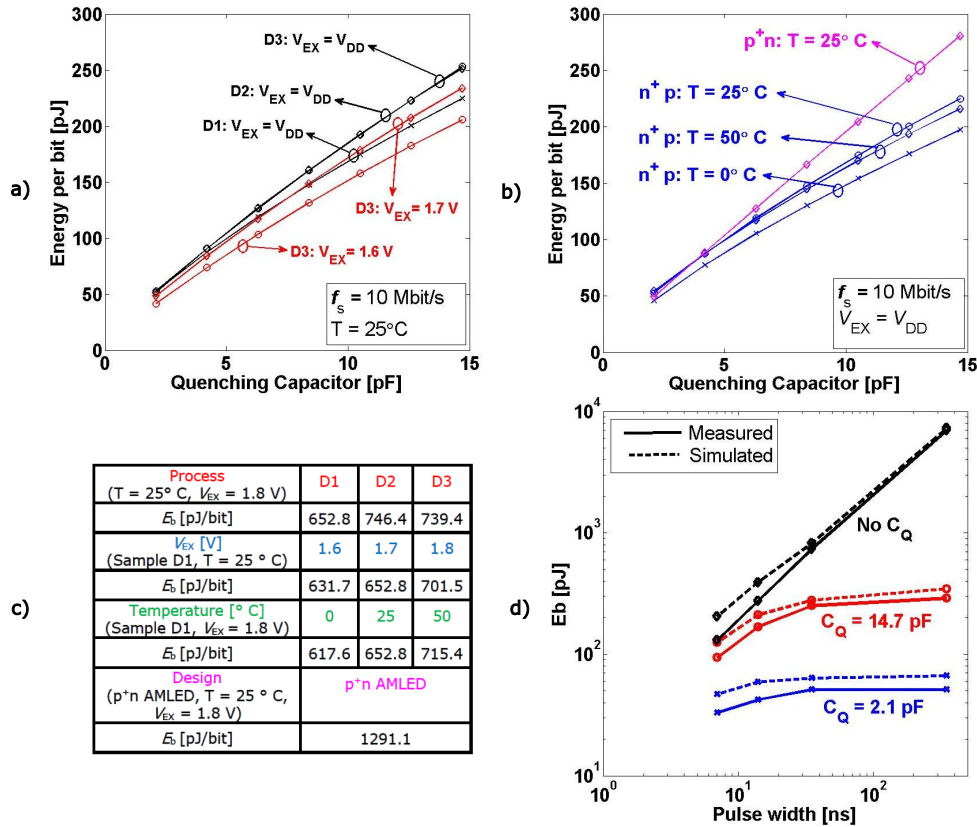 a)
Energy per bit [pJ]
300
250
200
150
100
50
0
0 5 10 15
Quenching Capacitor [pF]
D3: VEX = VDD
D2: VEX = VDD
D1: VEX = VDD
D3: VEX= 1.7 V
D3: VEX= 1.6 V
fs = 10 Mbit/s
T = 25°C
b)
Energy per bit [pJ]
300
250
200
150
100
50
0
0 5 10 15
Quenching Capacitor [pF]
p+n: T = 25° C
n+ p: T = 25° C
n+ p: T = 50° C
n+ p: T = 0° C
fs = 10 Mbit/s
VEX = VDD
c)
Process D1 D2 D3
(T = 25° C, VEX = 1.8 V)
Eb [pJ/bit] 652.8 746.4 739.4
VEX [V] 1.6 1.7 1.8
(Sample D1, T = 25 ° C)
Eb [pJ/bit] 631.7 652.8 701.5
Temperature [° C] 0 25 50
(Sample D1, VEX = 1.8 V)
Eb [pJ/bit] 617.6 652.8 715.4
Design p+n AMLED
(p+n AMLED, T = 25 ° C,
VEX = 1.8 V)
Eb [pJ/bit] 1291.1
d)
Eb [pJ]
10^4
10^3
10^2
10^1
10^0 10^1 10^2
Pulse width [ns]
Measured
Simulated
No CQ
CQ = 14.7 pF
CQ = 2.1 pF